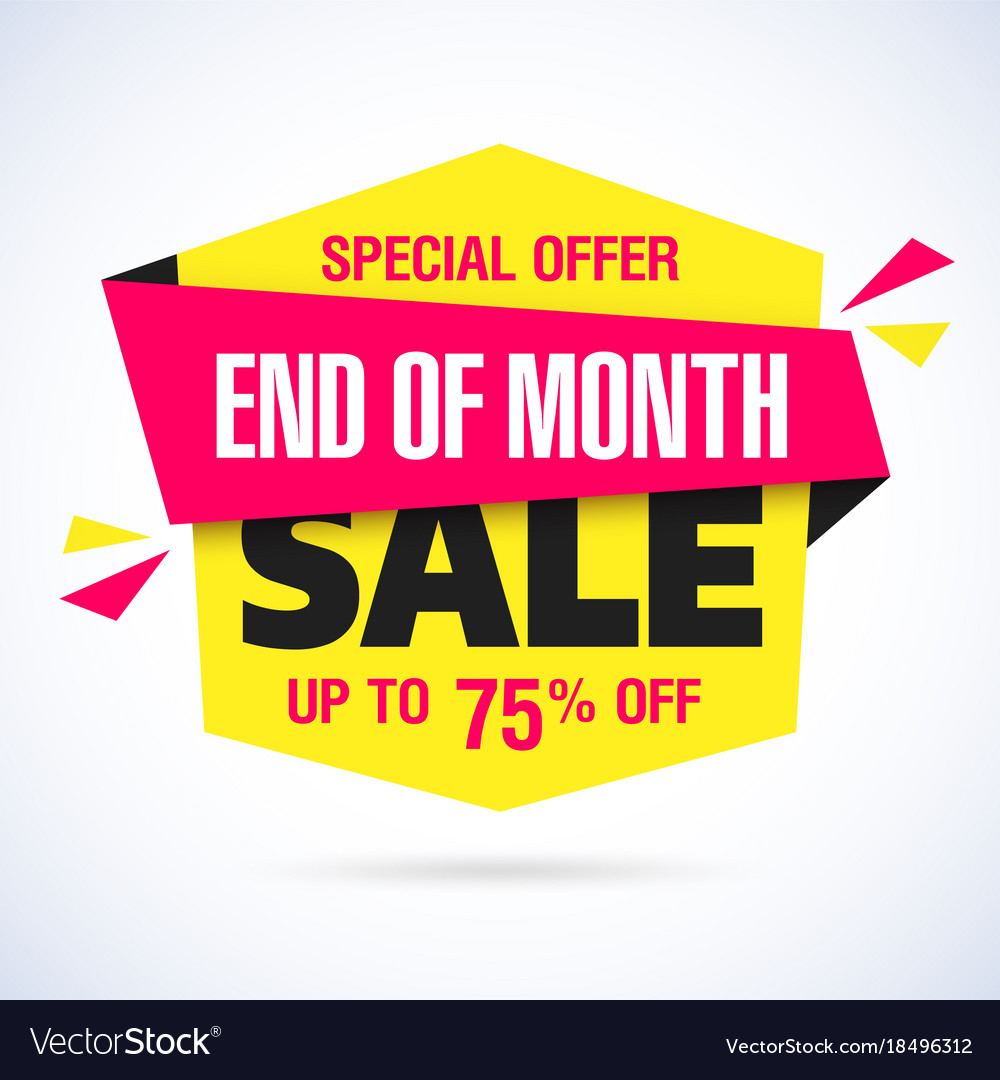 SPECIAL OFFER
END OF MONTH
SALE
UP TO 75% OFF
VectorStock®
VectorStock.com/18496312